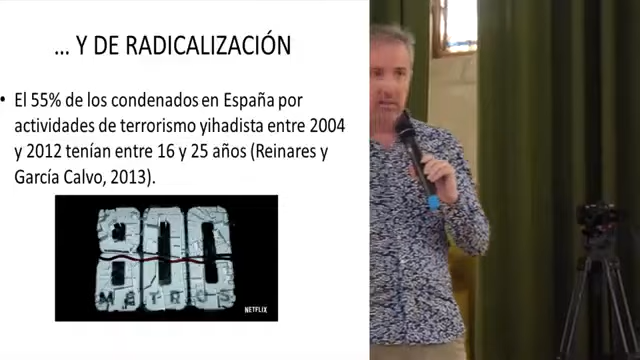 ... Y DE RADICALIZACIÓN
• El 55% de los condenados en España por
actividades de terrorismo yihadista entre 2004
y 2012 tenían entre 16 y 25 años (Reinares y
García Calvo, 2013).
800
METROS
NETFLIX